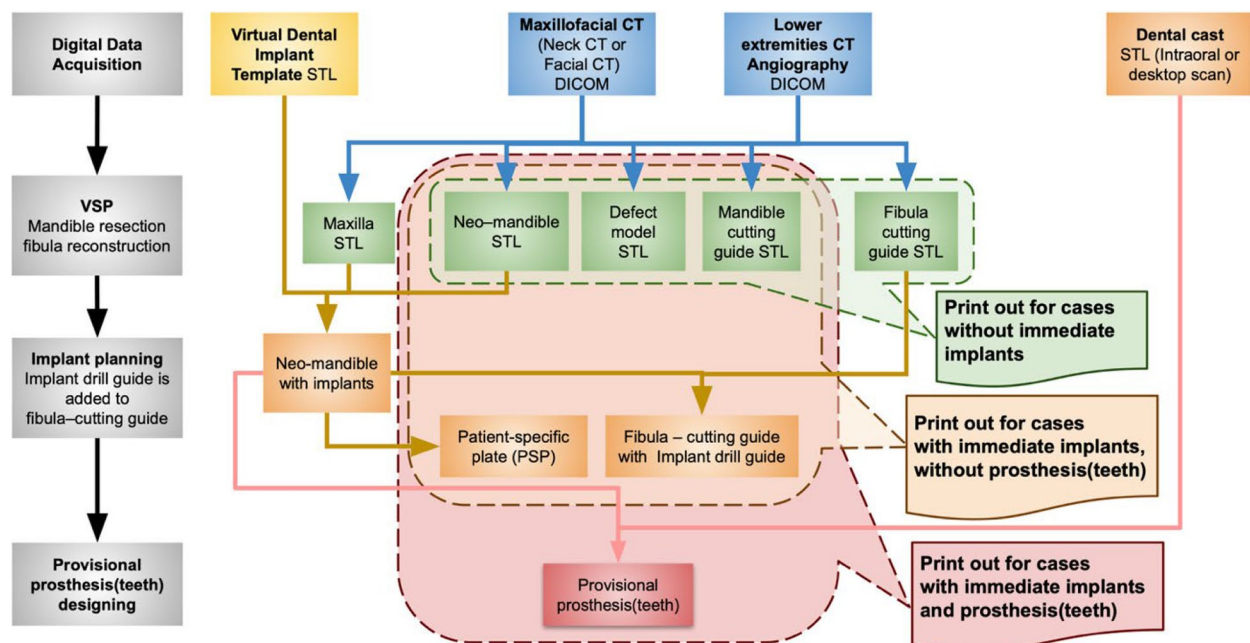 Digital Data
Acquisition
Virtual Dental
Implant
Template STL
Maxillofacial CT
(Neck CT or
Facial CT)
DICOM
Lower
extremities CT
Angiography
DICOM
Dental cast
STL (Intraoral or
desktop scan)
VSP
Mandible resection
fibula reconstruction
Maxilla
STL
Neo–mandible
STL
Defect
model
STL
Mandible
cutting
guide STL
Fibula
cutting
guide STL
Print out for cases
without immediate
implants
Implant planning
Implant drill guide is
added to
fibula–cutting guide
Neo-mandible
with implants
Patient-specific
plate (PSP)
Fibula – cutting guide
with Implant drill guide
Print out for cases
with immediate implants,
without prosthesis(teeth)
Provisional
prosthesis(teeth)
designing
Provisional
prosthesis(teeth)
Print out for cases
with immediate implants
and prosthesis(teeth)